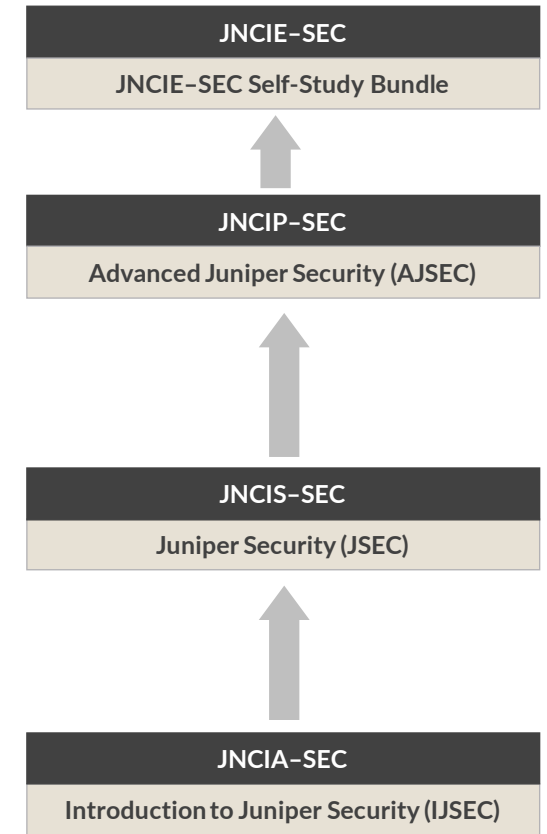 JNCIE–SEC
JNCIE–SEC Self-Study Bundle
JNCIP–SEC
Advanced Juniper Security (AJSEC)
JNCIS–SEC
Juniper Security (JSEC)
JNCIA–SEC
Introduction to Juniper Security (IJSEC)